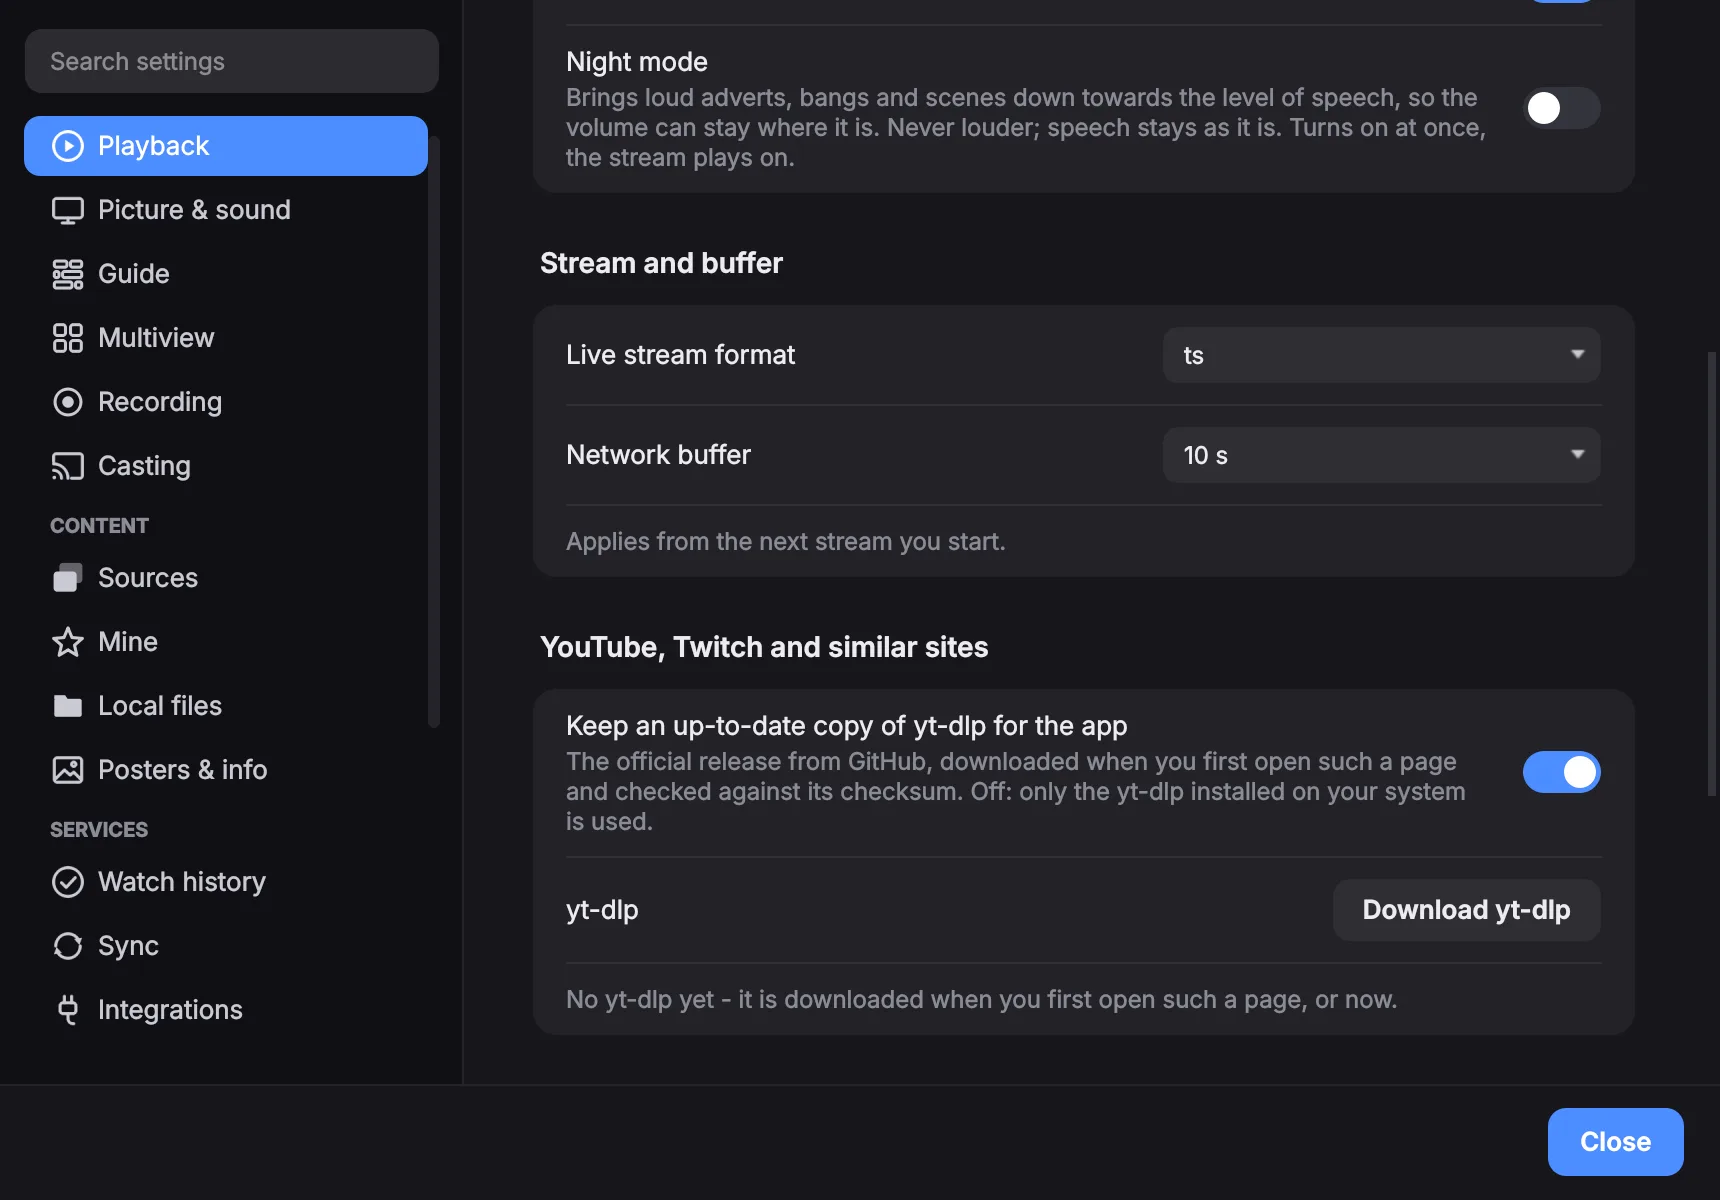 Search settings
Playback
Picture & sound
Guide
Multiview
Recording
Casting
CONTENT
Sources
Mine
Local files
Posters & info
SERVICES
Watch history
Sync
Integrations
Night mode
Brings loud adverts, bangs and scenes down towards the level of speech, so the
volume can stay where it is. Never louder; speech stays as it is. Turns on at once,
the stream plays on.
Stream and buffer
Live stream format
ts
Network buffer
10 s
Applies from the next stream you start.
YouTube, Twitch and similar sites
Keep an up-to-date copy of yt-dlp for the app
The official release from GitHub, downloaded when you first open such a page
and checked against its checksum. Off: only the yt-dlp installed on your system
is used.
yt-dlp
Download yt-dlp
No yt-dlp yet - it is downloaded when you first open such a page, or now.
Close